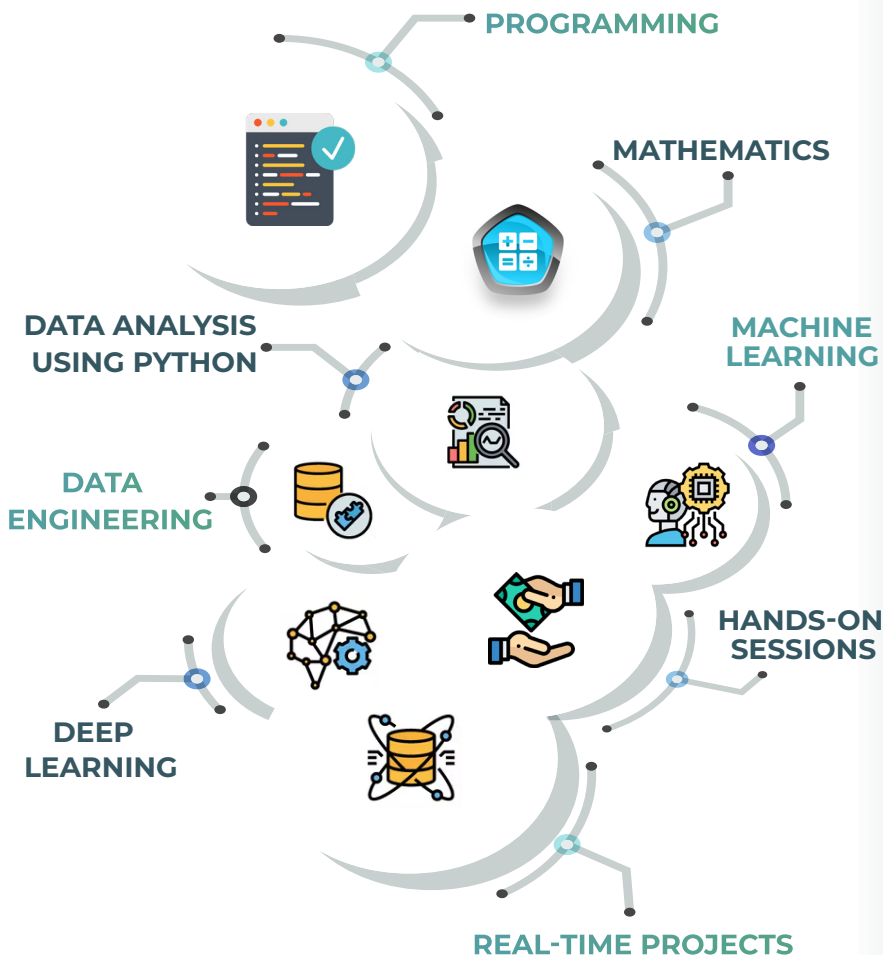 PROGRAMMING
MATHEMATICS
DATA ANALYSIS
USING PYTHON
MACHINE
LEARNING
DATA
ENGINEERING
HANDS-ON
SESSIONS
DEEP
LEARNING
REAL-TIME PROJECTS